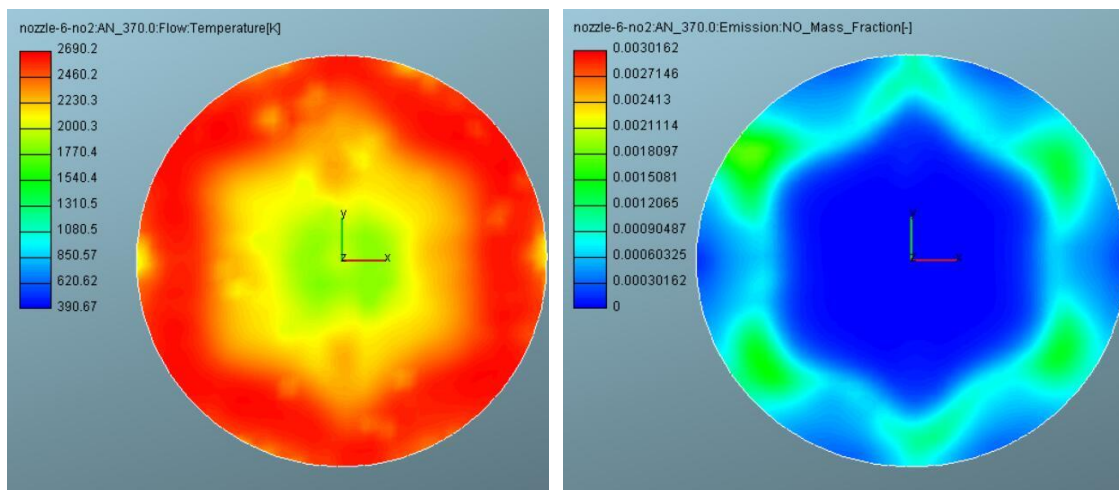 nozzle-6-no2:AN_370.0:Flow:Temperature[K]
2690.2
2460.2
2230.3
2000.3
1770.4
1540.4
1310.5
1080.5
850.57
620.62
390.67
y
z
x
nozzle-6-no2:AN_370.0:Emission:NO_Mass_Fraction[-]
0.0030162
0.0027146
0.002413
0.0021114
0.0018097
0.0015081
0.0012065
0.00090487
0.00060325
0.00030162
0
y
z
x